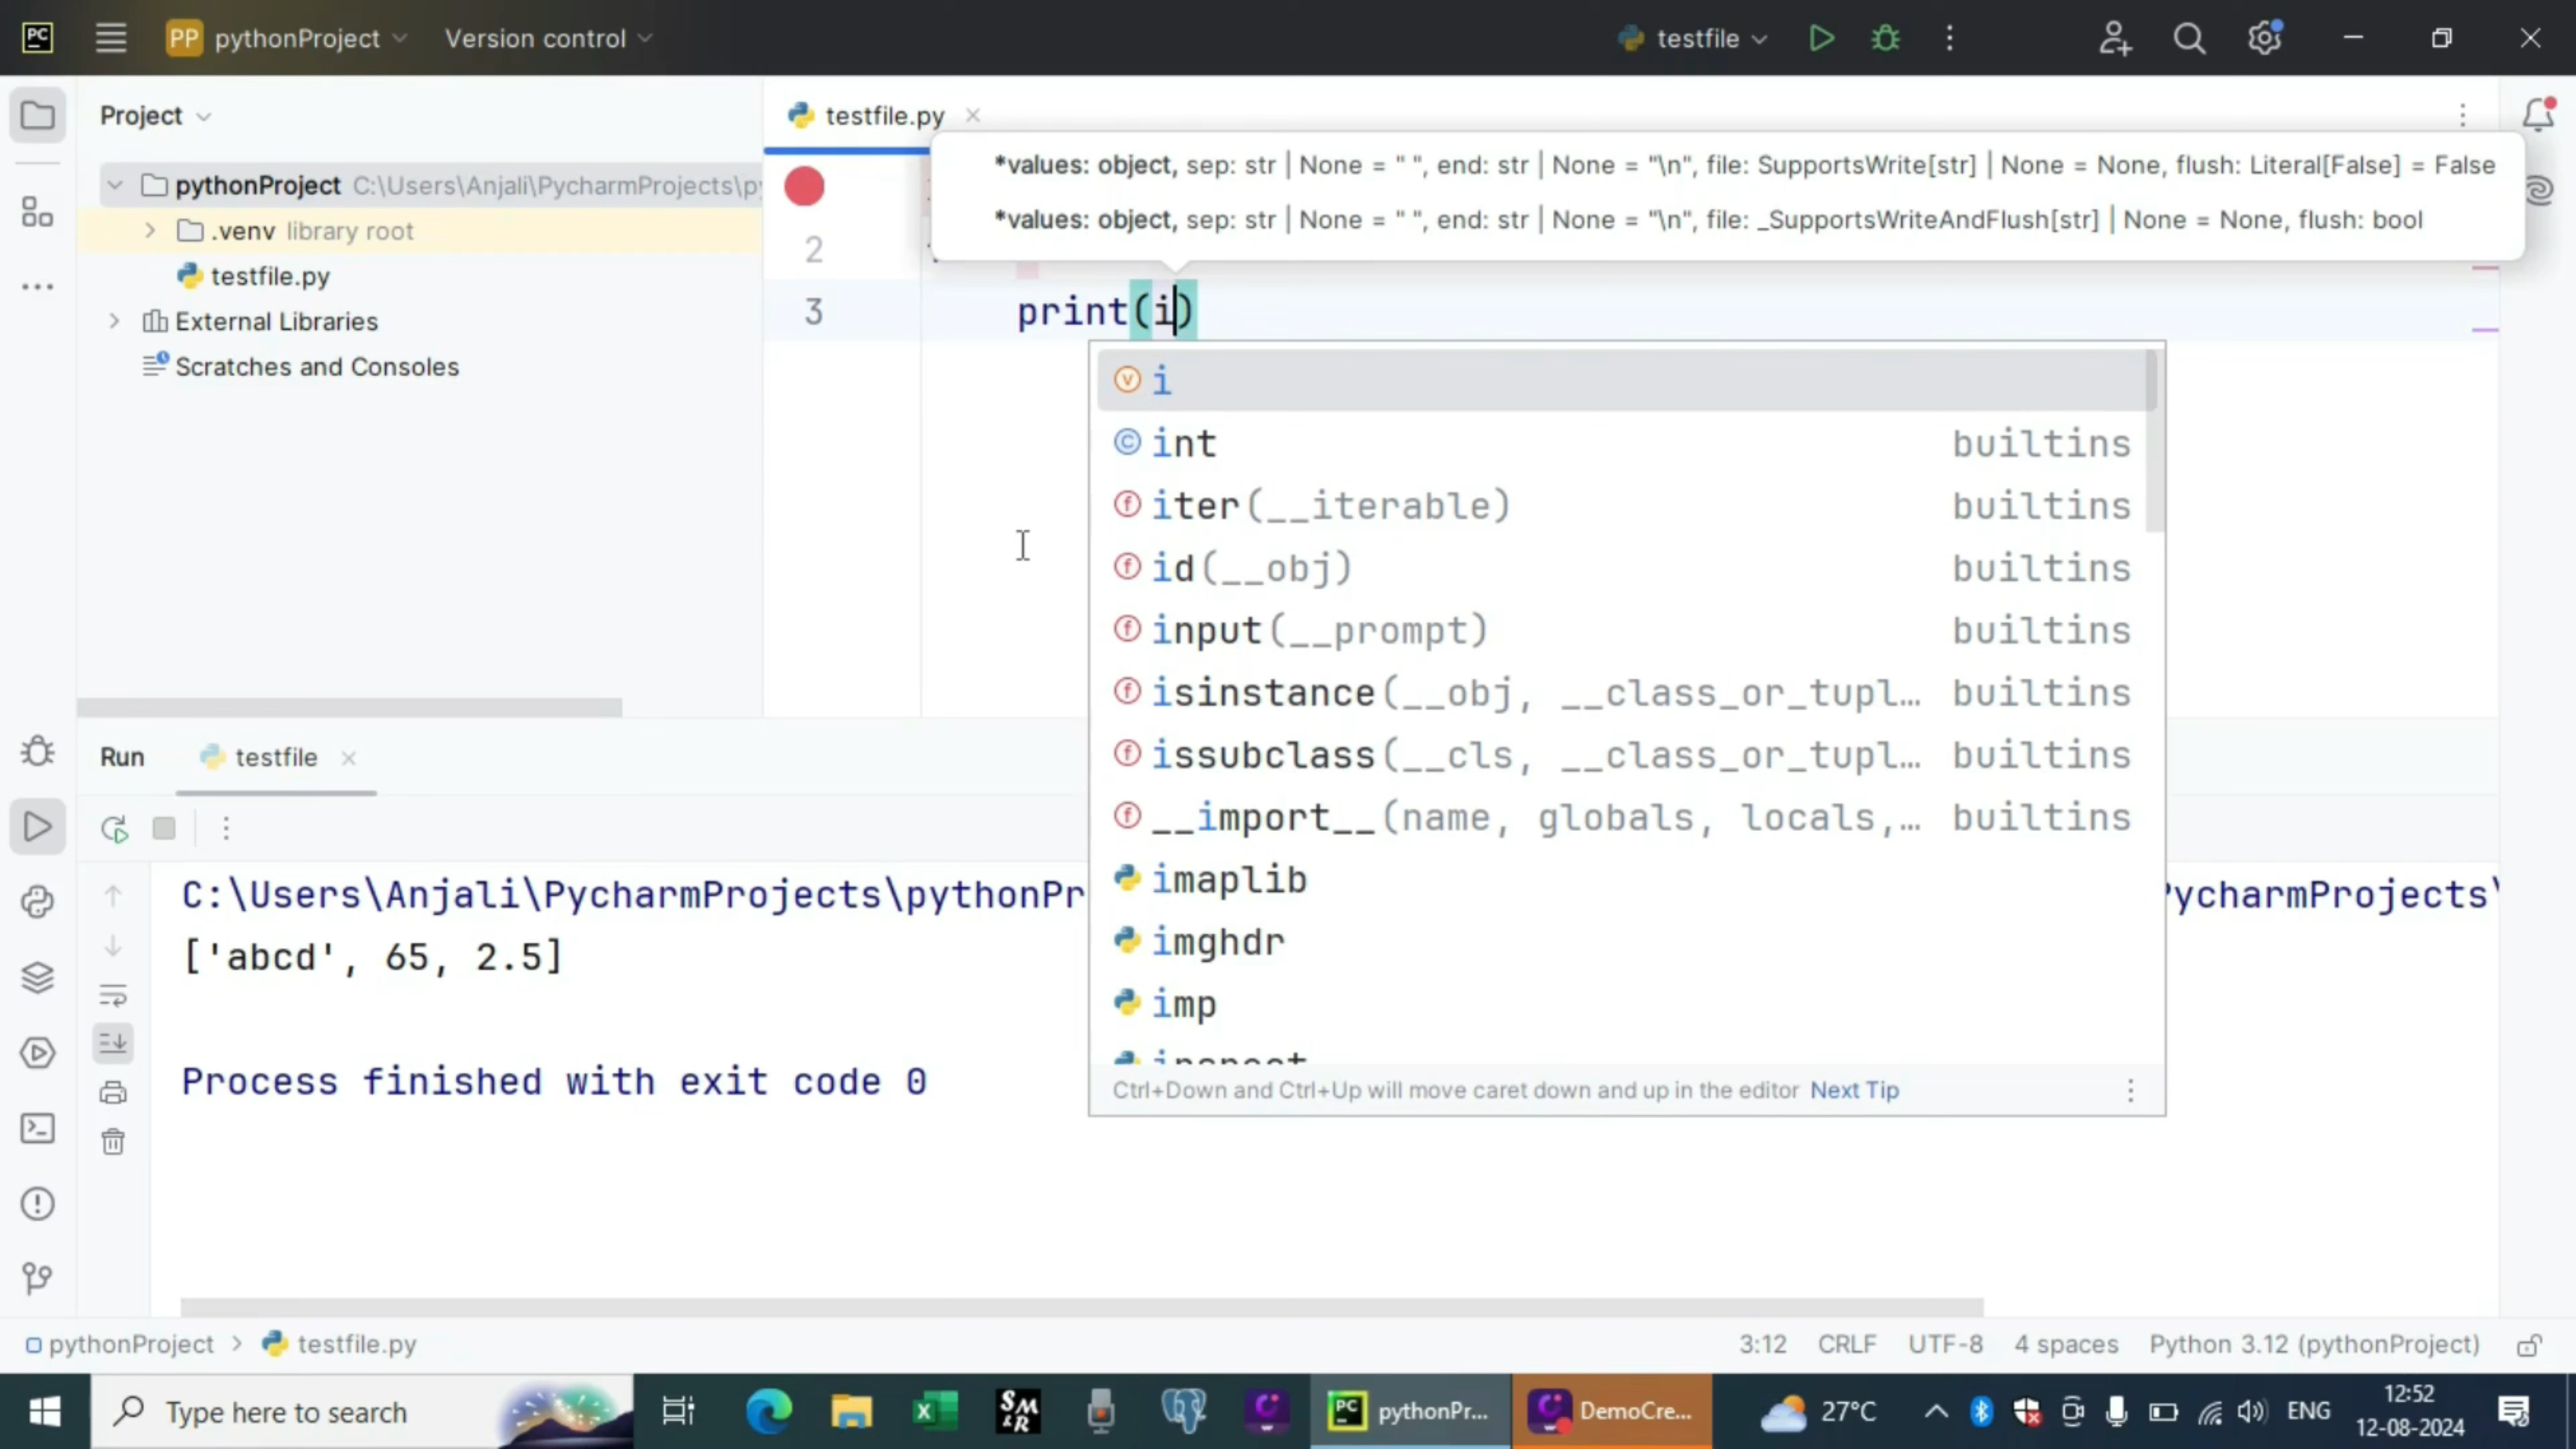 PC PP pythonProject Version control testfile
Project
testfile.py
*values: object, sep: str | None = " ", end: str | None = "\n", file: SupportsWrite[str] | None = None, flush: Literal[False] = False
*values: object, sep: str | None = " ", end: str | None = "\n", file: _SupportsWriteAndFlush[str] | None = None, flush: bool
pythonProject C:\Users\Anjali\PycharmProjects\py
.venv library root
testfile.py
External Libraries
Scratches and Consoles
2
3 print(i)
i
int builtins
iter(__iterable) builtins
id(__obj) builtins
input(__prompt) builtins
isinstance(__obj, __class_or_tupl… builtins
issubclass(__cls, __class_or_tupl… builtins
__import__(name, globals, locals,… builtins
imaplib
imghdr
imp
inspect
Ctrl+Down and Ctrl+Up will move caret down and up in the editor Next Tip
Run testfile
C:\Users\Anjali\PycharmProjects\pythonPr PycharmProjects\
['abcd', 65, 2.5]
Process finished with exit code 0
pythonProject > testfile.py 3:12 CRLF UTF-8 4 spaces Python 3.12 (pythonProject)
Type here to search
SM&R
PC pythonPr...
DemoCre...
27°C
ENG
12:52
12-08-2024